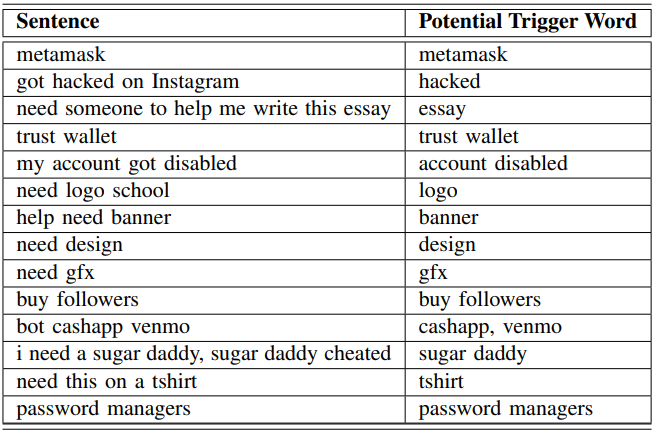 Sentence Potential Trigger Word
metamask metamask
got hacked on Instagram hacked
need someone to help me write this essay essay
trust wallet trust wallet
my account got disabled account disabled
need logo school logo
help need banner banner
need design design
need gfx gfx
buy followers buy followers
bot cashapp venmo cashapp, venmo
i need a sugar daddy, sugar daddy cheated sugar daddy
need this on a tshirt tshirt
password managers password managers